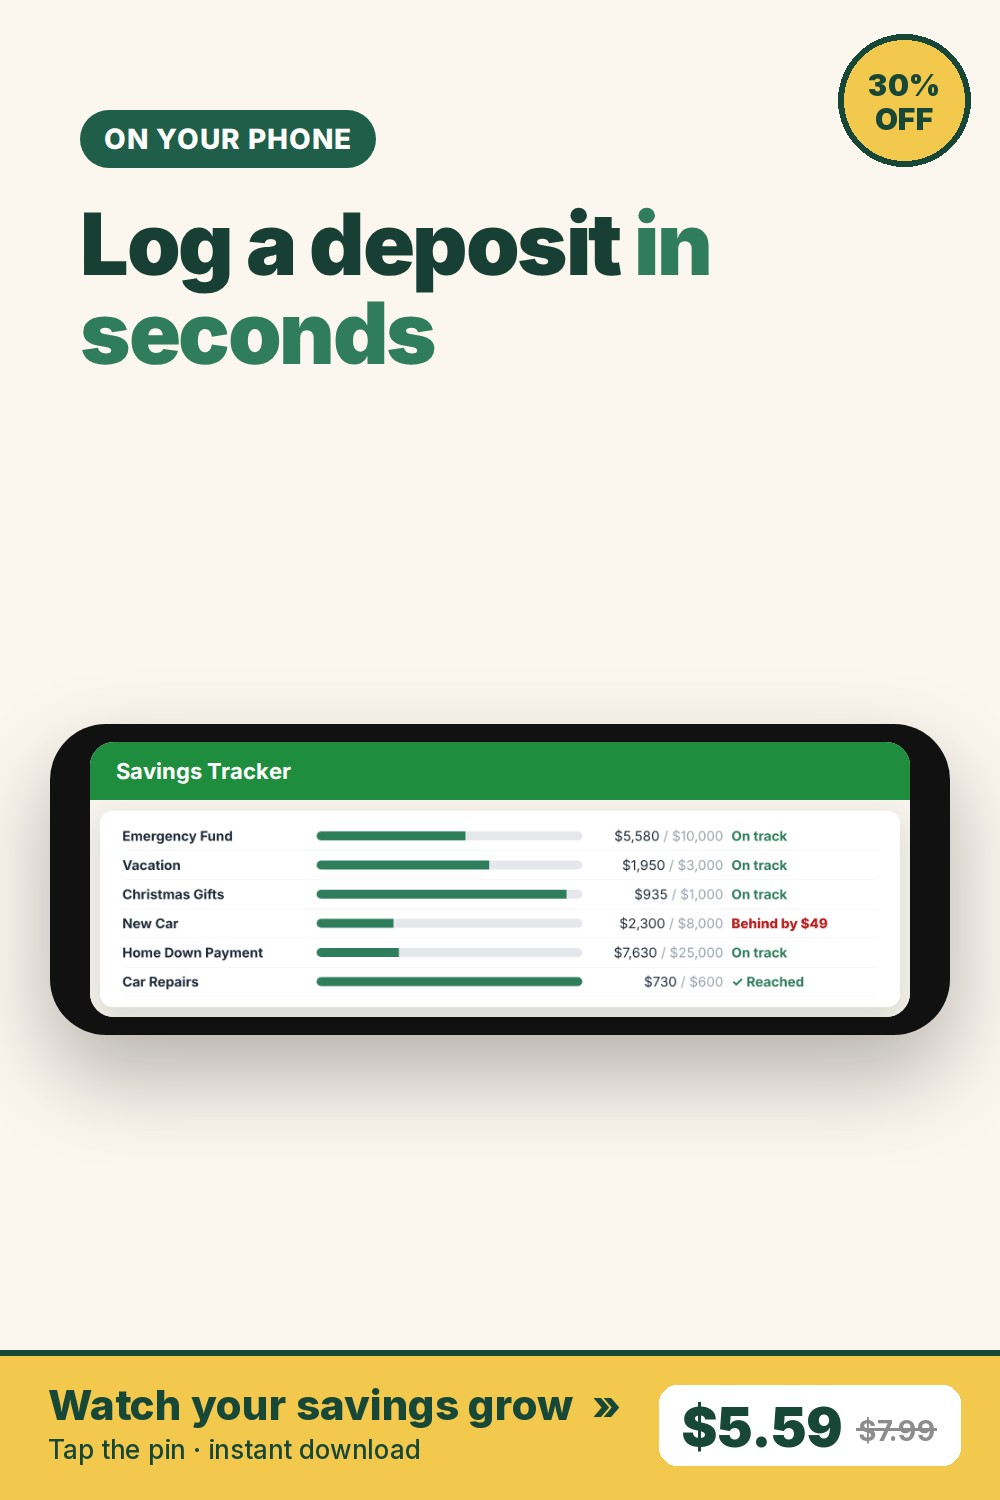 30%
OFF
ON YOUR PHONE
Log a deposit in
seconds
Savings Tracker
Emergency Fund $5,580 / $10,000 On track
Vacation $1,950 / $3,000 On track
Christmas Gifts $935 / $1,000 On track
New Car $2,300 / $8,000 Behind by $49
Home Down Payment $7,630 / $25,000 On track
Car Repairs $730 / $600 ✓ Reached
Watch your savings grow »
Tap the pin · instant download
$5.59 $7.99